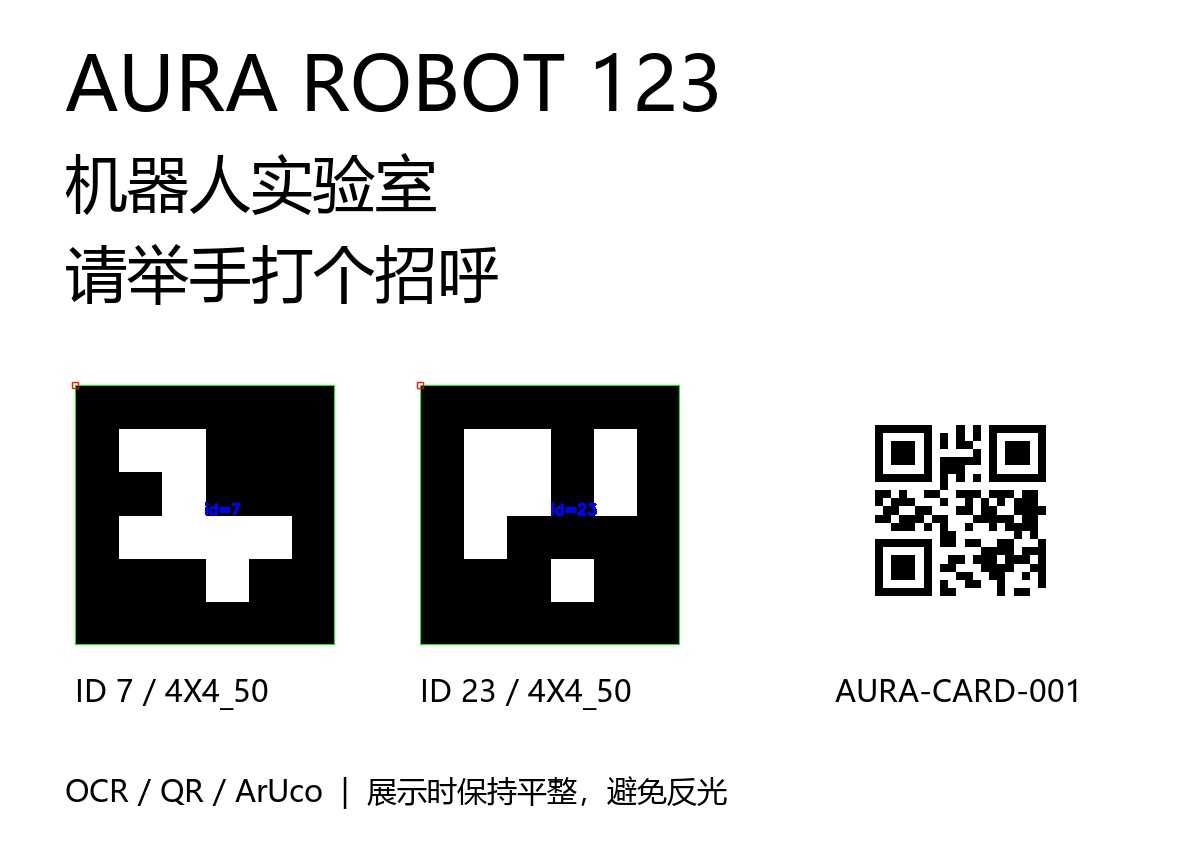 AURA ROBOT 123
机器人实验室
请举手打个招呼
id=7
id=23
ID 7 / 4X4_50
ID 23 / 4X4_50
AURA-CARD-001
OCR / QR / ArUco | 展示时保持平整，避免反光